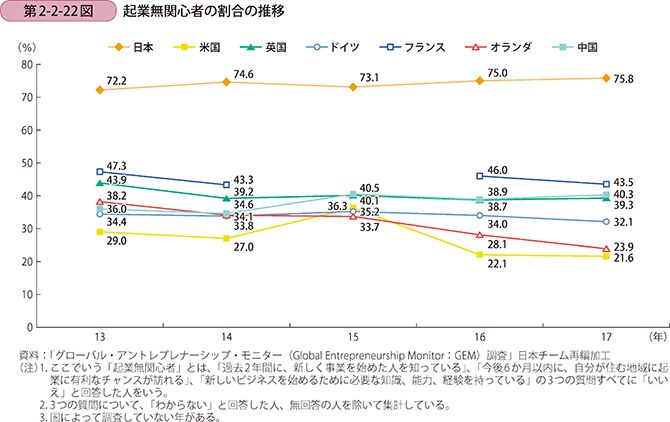 第2-2-22図 起業無関心者の割合の推移
(%)
日本 米国 英国 ドイツ フランス オランダ 中国
80
70
60
50
40
30
20
10
0
72.2 74.6 73.1 75.0 75.8
47.3 43.3 46.0 43.5
43.9 39.2 40.1 38.7 39.3
38.2 34.1 33.7 28.1 23.9
36.0 34.6 40.5 38.9 40.3
34.4 33.8 35.2 34.0 32.1
29.0 27.0 36.3 22.1 21.6
13 14 15 16 17 (年)
資料：「グローバル・アントレプレナーシップ・モニター（Global Entrepreneurship Monitor：GEM）調査」日本チーム再編加工
（注）1. ここでいう「起業無関心者」とは、「過去２年間に、新しく事業を始めた人を知っている」、「今後６か月以内に、自分が住む地域に起
業に有利なチャンスが訪れる」、「新しいビジネスを始めるために必要な知識、能力、経験を持っている」の３つの質問すべてに「いい
え」と回答した人をいう。
2. ３つの質問について、「わからない」と回答した人、無回答の人を除いて集計している。
3. 国によって調査していない年がある。